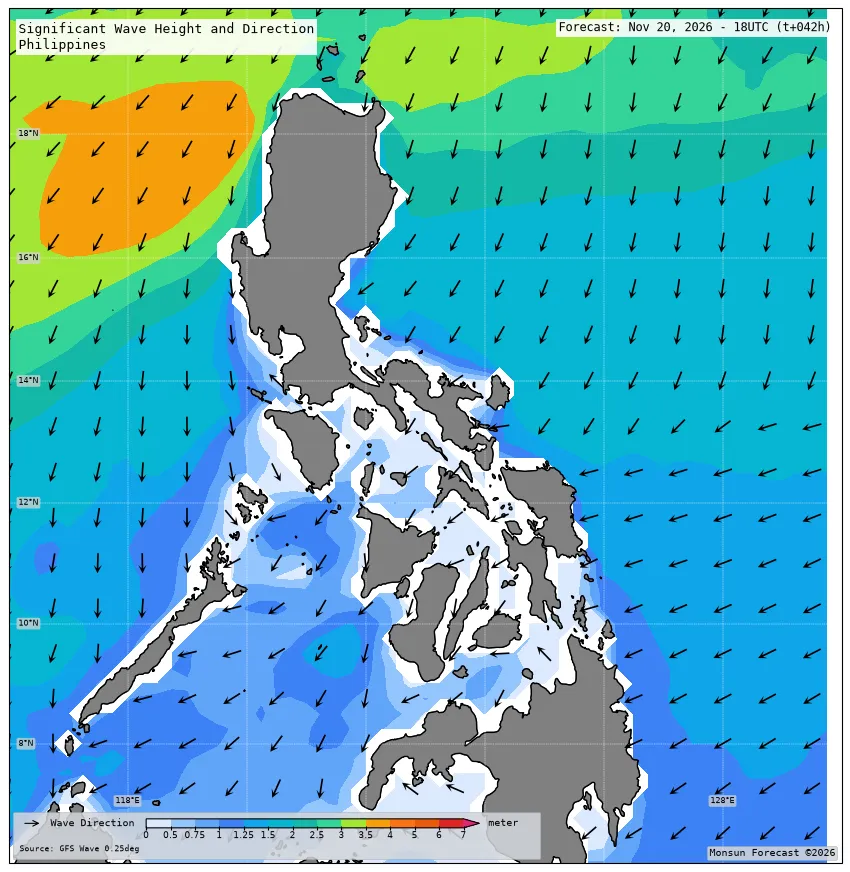 Significant Wave Height and Direction
Philippines
Forecast: Nov 20, 2026 - 18UTC (t+042h)
18°N
16°N
14°N
12°N
10°N
8°N
118°E
128°E
Wave Direction
0 0.5 0.75 1 1.25 1.5 2 2.5 3 3.5 4 5 6 7 meter
Source: GFS Wave 0.25deg
Monsun Forecast ©2026